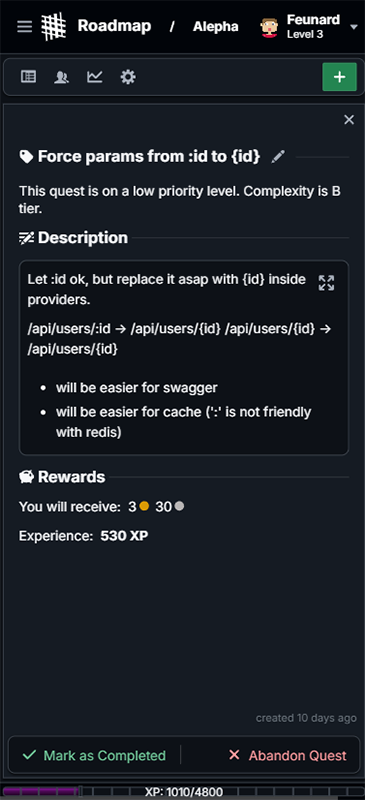 Roadmap / Alepha
Feunard
Level 3
+
×
Force params from :id to {id}
This quest is on a low priority level. Complexity is B
tier.
Description
Let :id ok, but replace it asap with {id} inside
providers.
/api/users/:id → /api/users/{id} /api/users/{id} →
/api/users/{id}
• will be easier for swagger
• will be easier for cache (':' is not friendly
with redis)
Rewards
You will receive: 3 30
Experience: 530 XP
created 10 days ago
Mark as Completed
Abandon Quest
XP: 1010/4800